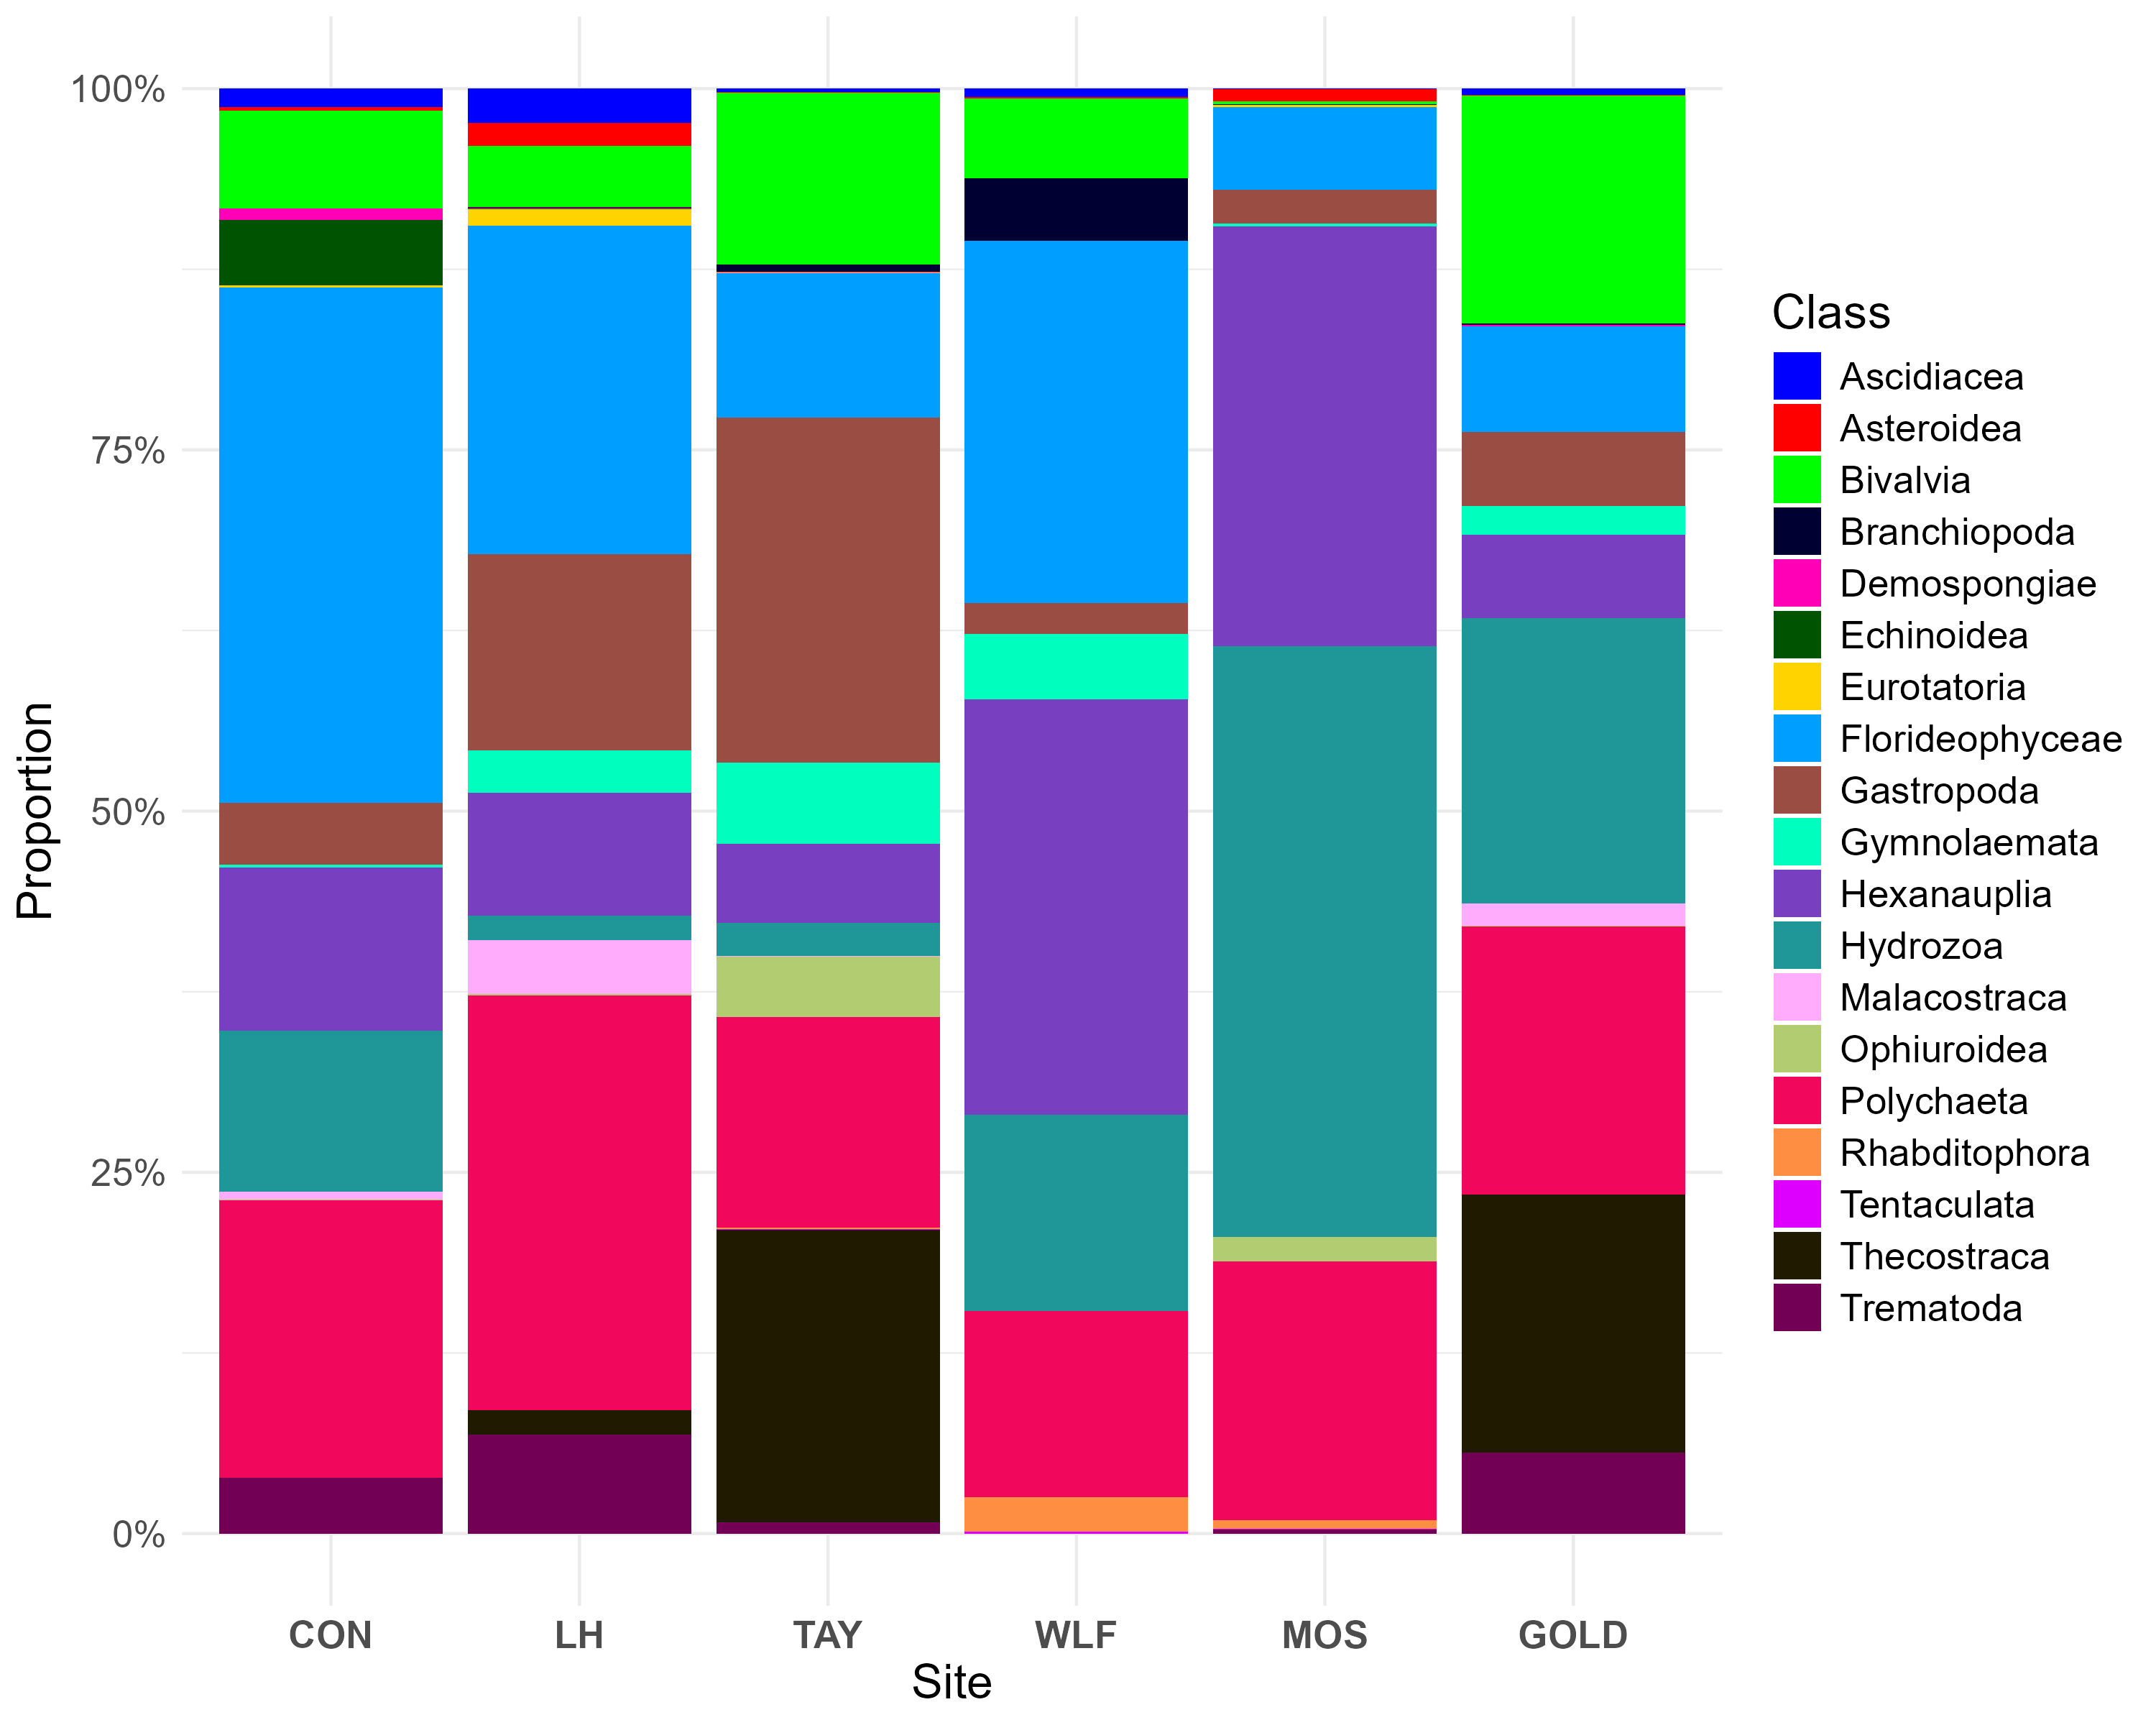 100%
75%
50%
25%
0%
Proportion
CON
LH
TAY
WLF
MOS
GOLD
Site
Class
Ascidiacea
Asteroidea
Bivalvia
Branchiopoda
Demospongiae
Echinoidea
Eurotatoria
Florideophyceae
Gastropoda
Gymnolaemata
Hexanauplia
Hydrozoa
Malacostraca
Ophiuroidea
Polychaeta
Rhabditophora
Tentaculata
Thecostraca
Trematoda